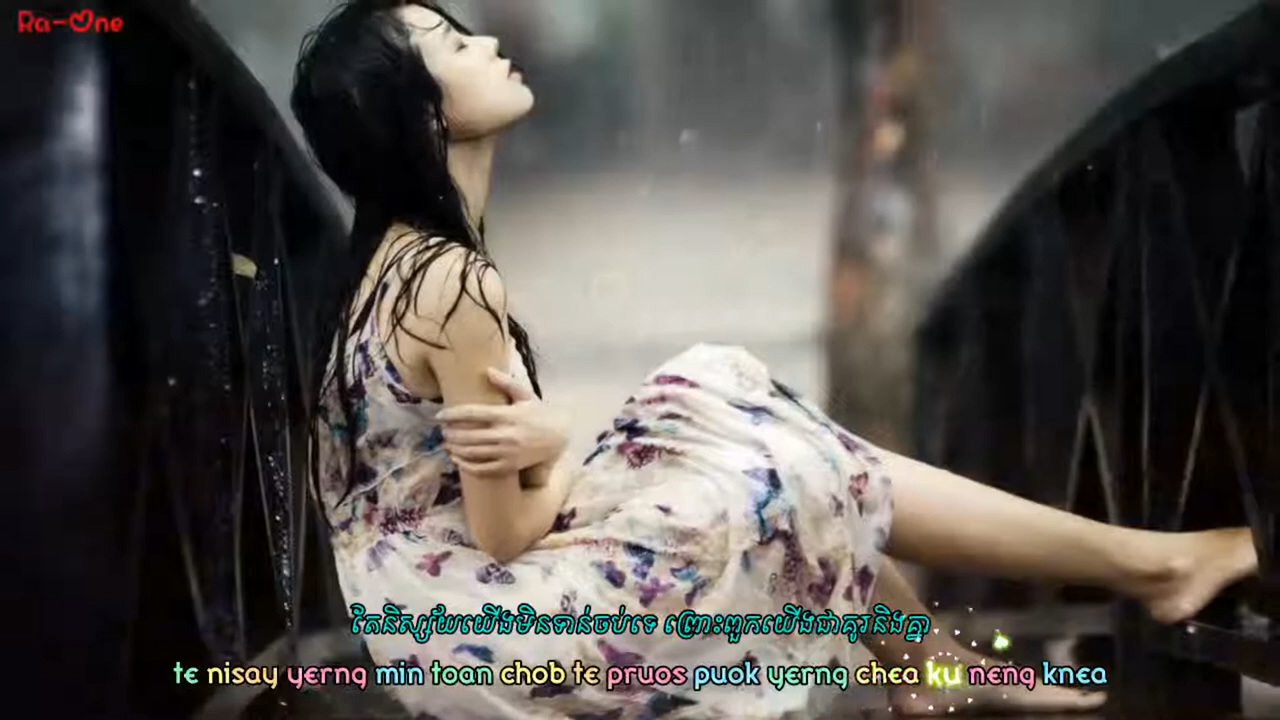 Ra-One
តែនិស្ស័យយើងមិនទាន់ចប់ទេ ព្រោះពួកយើងជាគូរនិងគ្នា
te nisay yerng min toan chob te pruos puok yerng chea ku neng knea